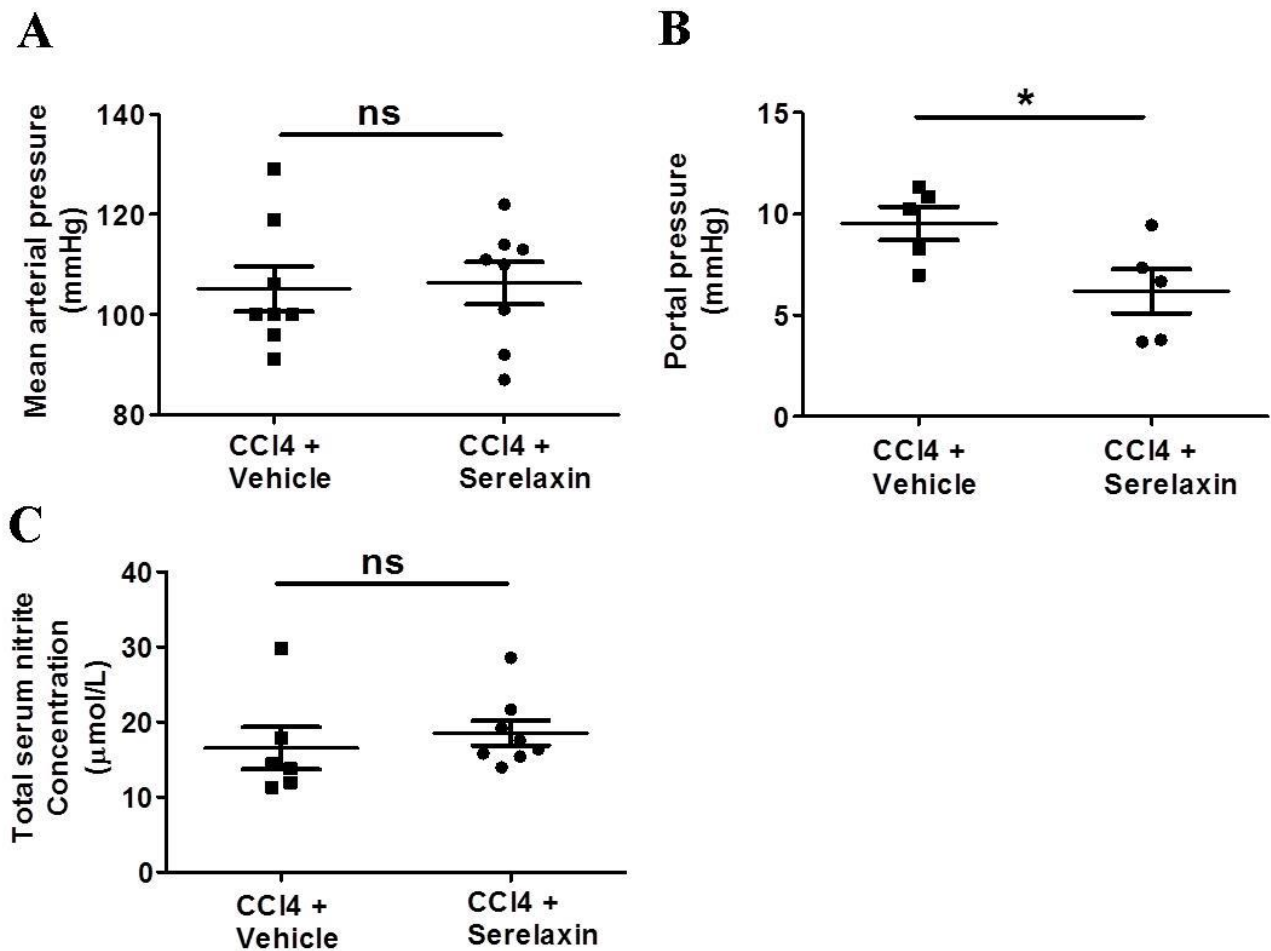 A
Mean arterial pressure
(mmHg)
140
120
100
80
ns
CCl4 +
Vehicle
CCl4 +
Serelaxin
B
Portal pressure
(mmHg)
15
10
5
0
*
CCl4 +
Vehicle
CCl4 +
Serelaxin
C
Total serum nitrite
Concentration
(μmol/L)
40
30
20
10
0
ns
CCl4 +
Vehicle
CCl4 +
Serelaxin